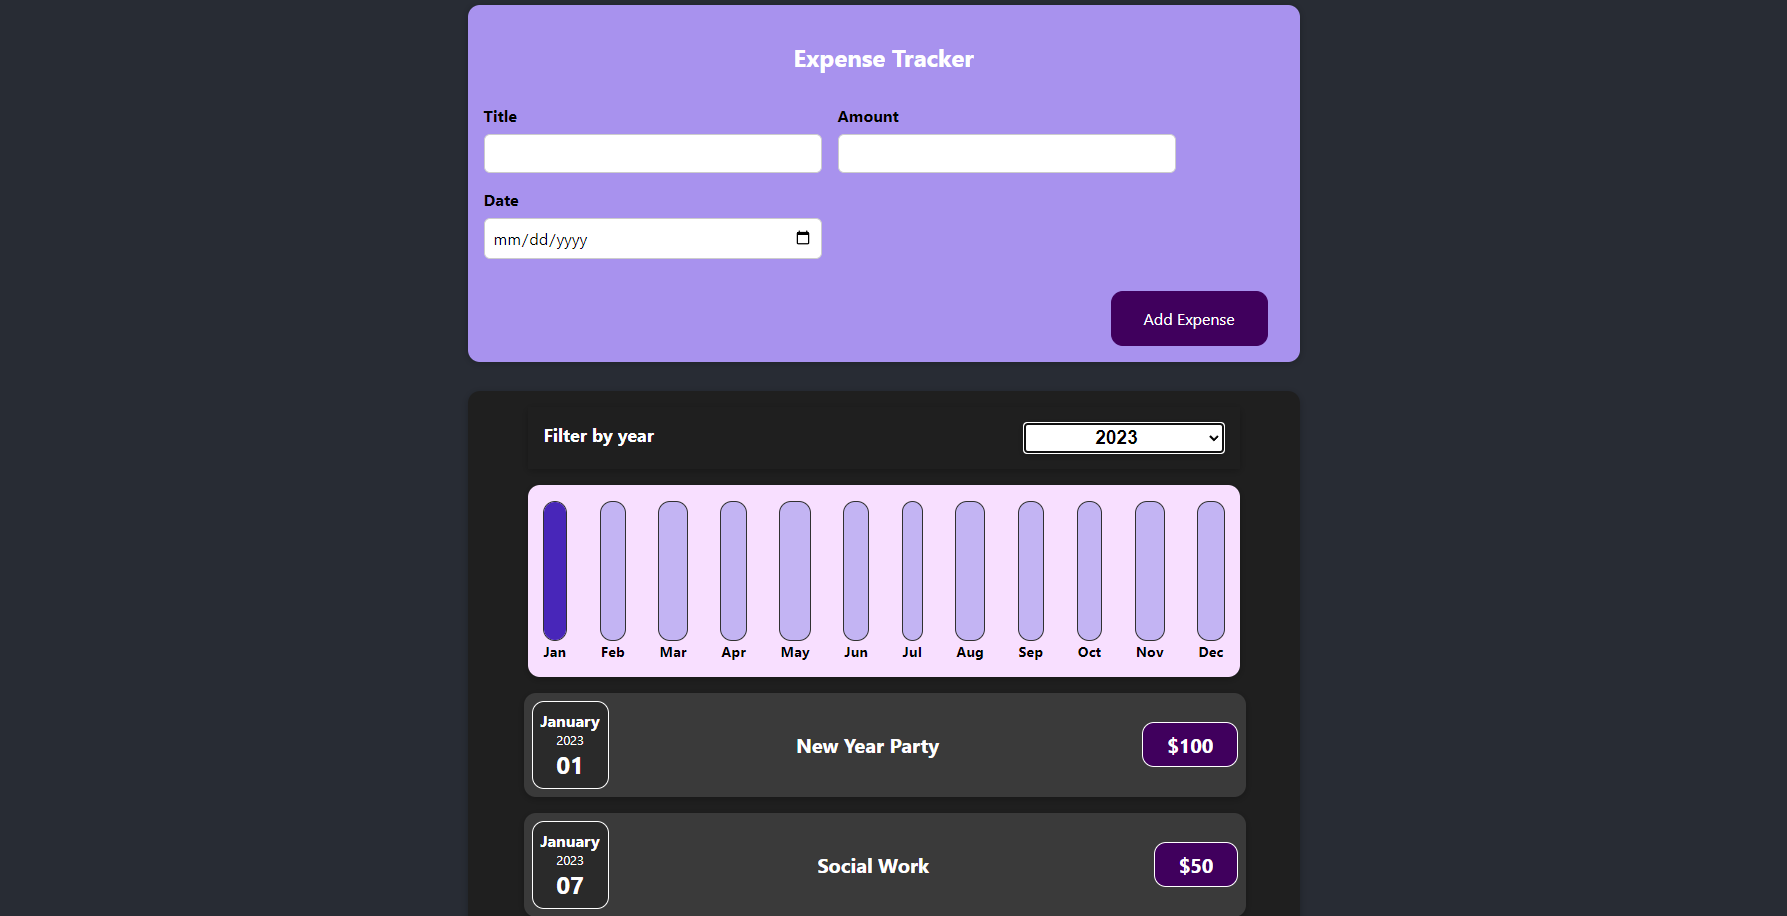 Expense Tracker
Title Amount
Date
mm/dd/yyyy
Add Expense
Filter by year 2023
Jan Feb Mar Apr May Jun Jul Aug Sep Oct Nov Dec
January
2023
01
New Year Party
$100
January
2023
07
Social Work
$50